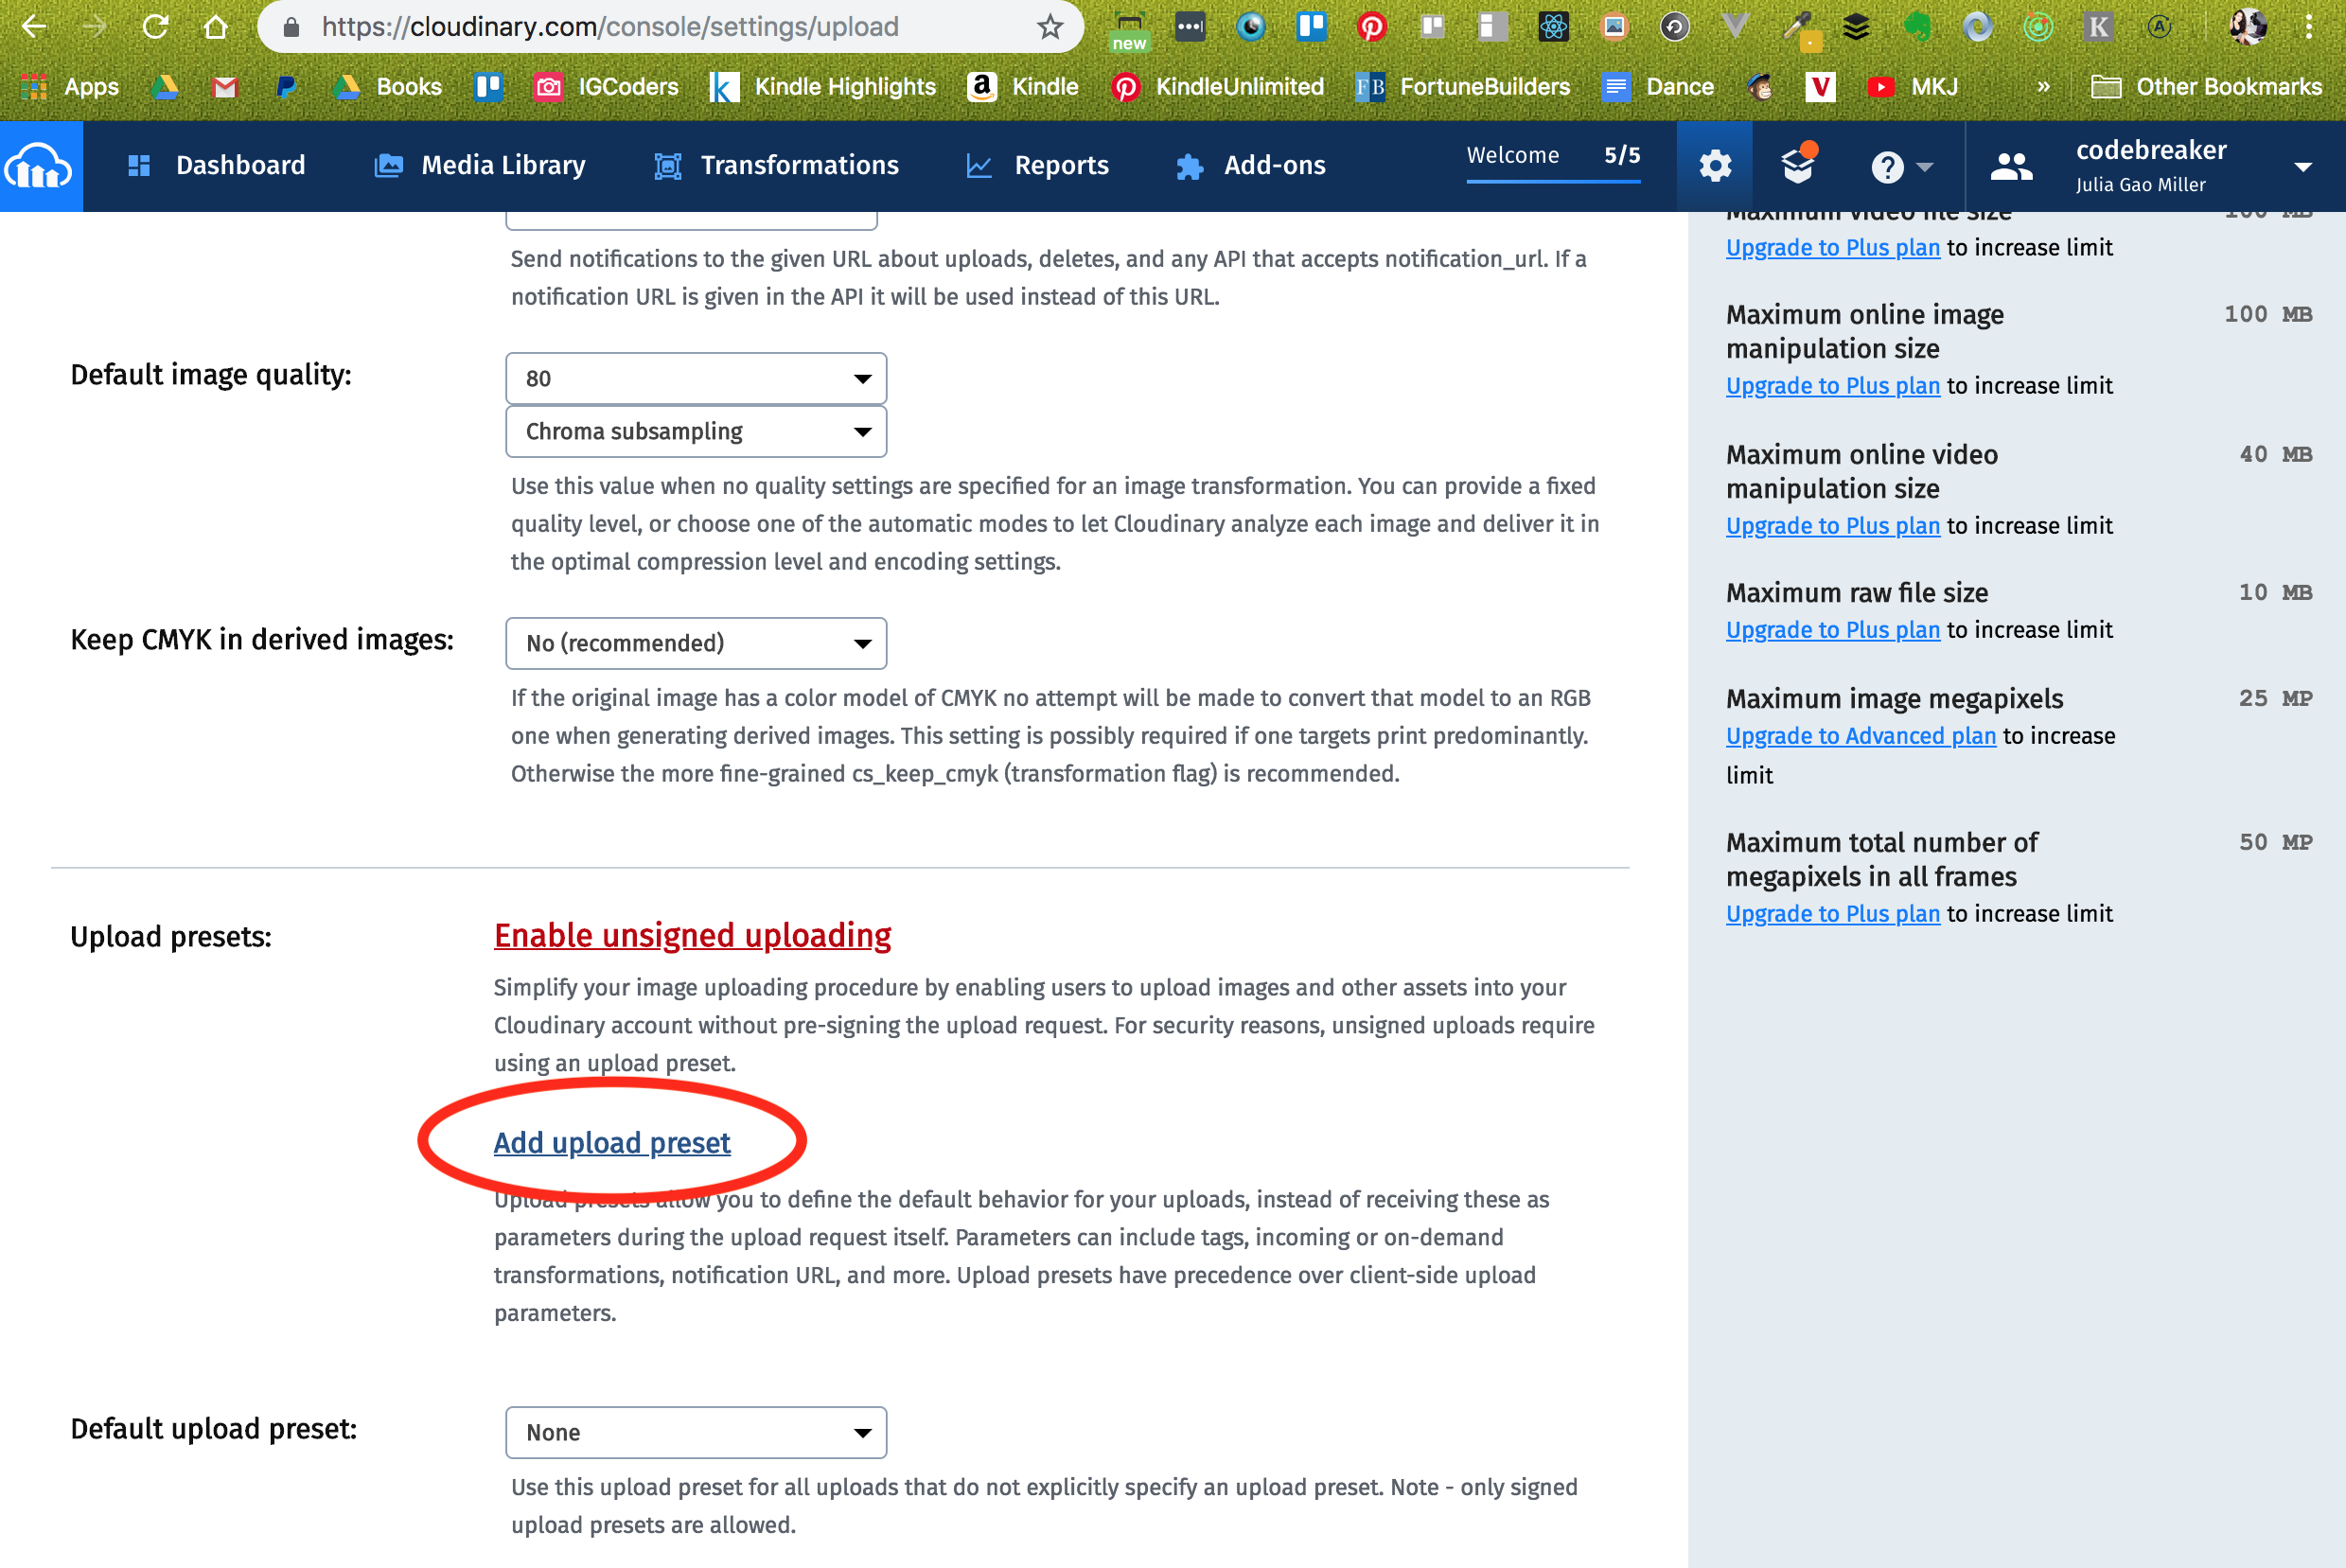 https://cloudinary.com/console/settings/upload
new
Apps
Books
IGCoders
Kindle Highlights
Kindle
KindleUnlimited
FB
FortuneBuilders
Dance
MKJ
»
Other Bookmarks
Dashboard
Media Library
Transformations
Reports
Add-ons
Welcome 5/5
codebreaker
Julia Gao Miller
Send notifications to the given URL about uploads, deletes, and any API that accepts notification_url. If a
notification URL is given in the API it will be used instead of this URL.
Default image quality:
80
Chroma subsampling
Use this value when no quality settings are specified for an image transformation. You can provide a fixed
quality level, or choose one of the automatic modes to let Cloudinary analyze each image and deliver it in
the optimal compression level and encoding settings.
Keep CMYK in derived images:
No (recommended)
If the original image has a color model of CMYK no attempt will be made to convert that model to an RGB
one when generating derived images. This setting is possibly required if one targets print predominantly.
Otherwise the more fine-grained cs_keep_cmyk (transformation flag) is recommended.
Upload presets:
Enable unsigned uploading
Simplify your image uploading procedure by enabling users to upload images and other assets into your
Cloudinary account without pre-signing the upload request. For security reasons, unsigned uploads require
using an upload preset.
Add upload preset
Upload presets allow you to define the default behavior for your uploads, instead of receiving these as
parameters during the upload request itself. Parameters can include tags, incoming or on-demand
transformations, notification URL, and more. Upload presets have precedence over client-side upload
parameters.
Default upload preset:
None
Use this upload preset for all uploads that do not explicitly specify an upload preset. Note - only signed
upload presets are allowed.
Maximum video file size 100 MB
Upgrade to Plus plan to increase limit
Maximum online image 100 MB
manipulation size
Upgrade to Plus plan to increase limit
Maximum online video 40 MB
manipulation size
Upgrade to Plus plan to increase limit
Maximum raw file size 10 MB
Upgrade to Plus plan to increase limit
Maximum image megapixels 25 MP
Upgrade to Advanced plan to increase
limit
Maximum total number of 50 MP
megapixels in all frames
Upgrade to Plus plan to increase limit